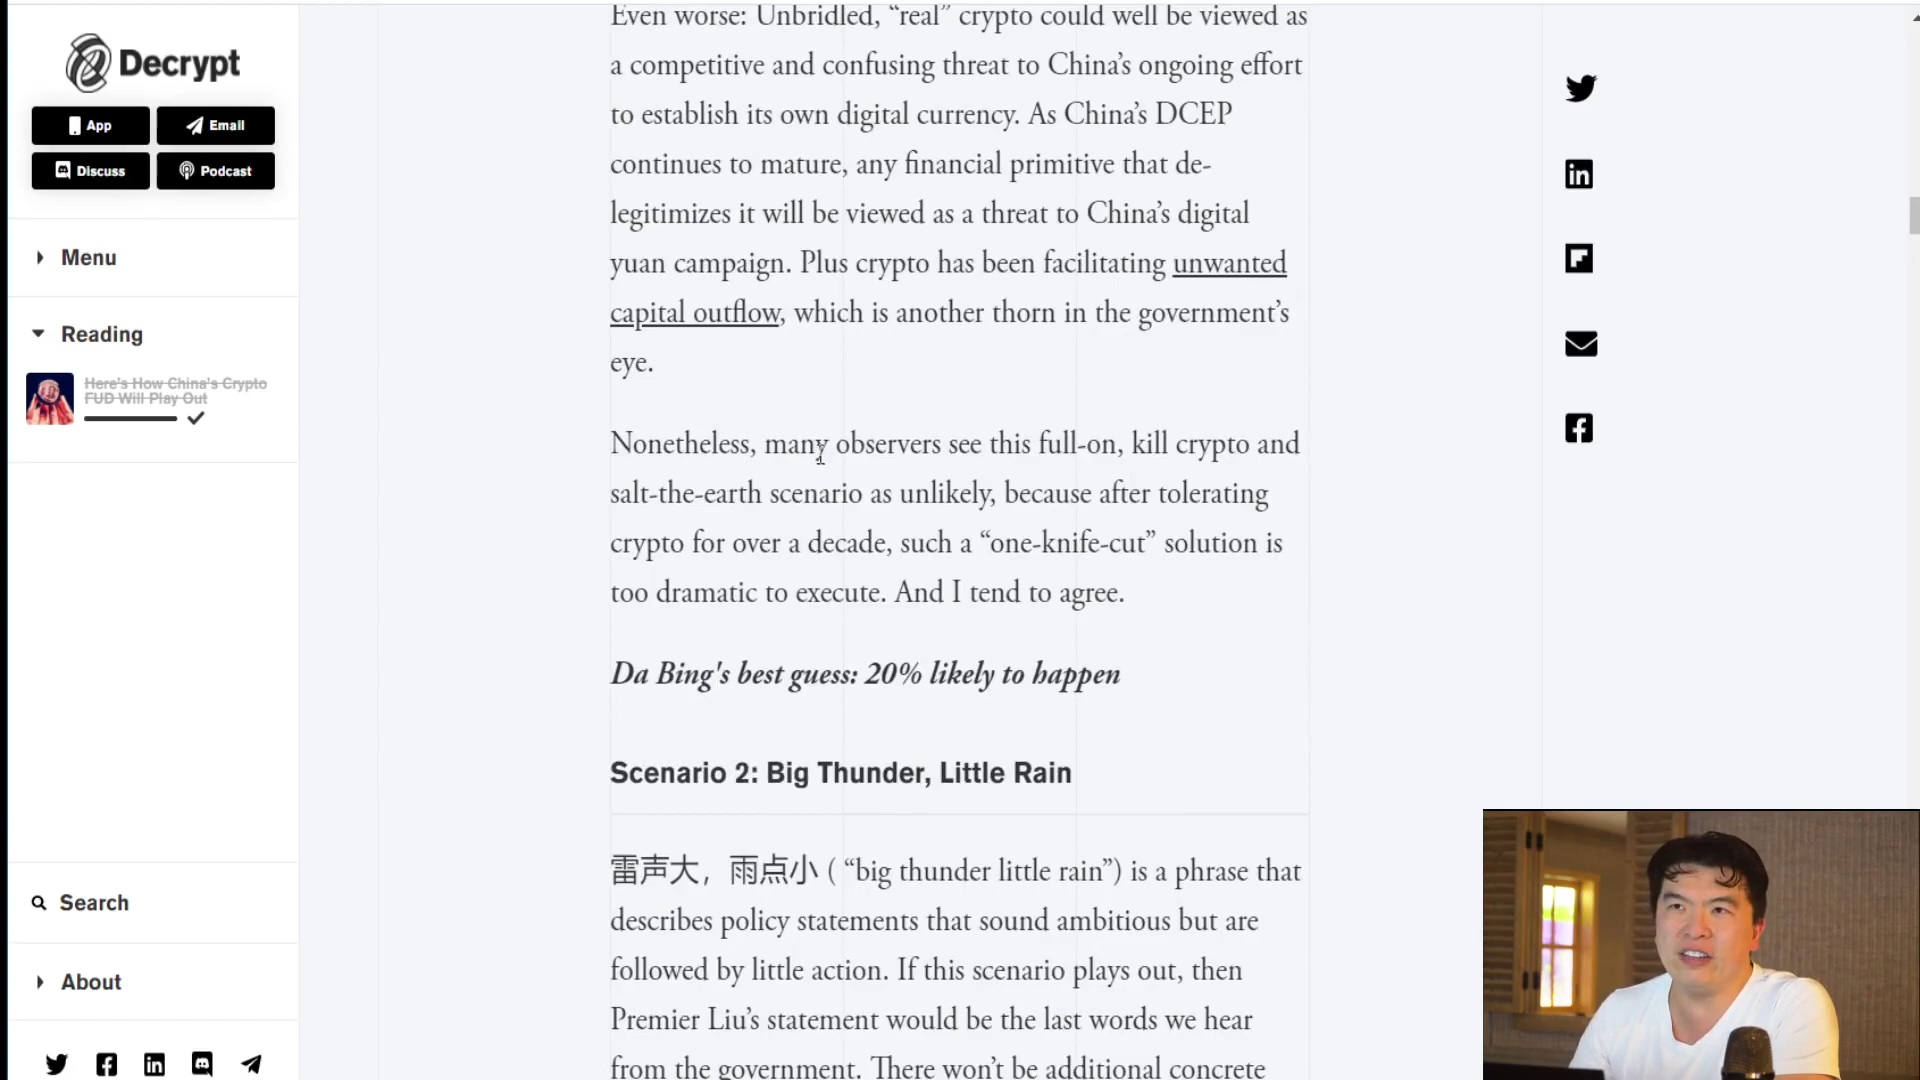 Decrypt
App
Email
Discuss
Podcast
Menu
Reading
Here's How China's Crypto
FUD Will Play Out
Search
About
Even worse: Unbridled, “real” crypto could well be viewed as
a competitive and confusing threat to China’s ongoing effort
to establish its own digital currency. As China’s DCEP
continues to mature, any financial primitive that de-
legitimizes it will be viewed as a threat to China’s digital
yuan campaign. Plus crypto has been facilitating unwanted
capital outflow, which is another thorn in the government’s
eye.
Nonetheless, many observers see this full-on, kill crypto and
salt-the-earth scenario as unlikely, because after tolerating
crypto for over a decade, such a “one-knife-cut” solution is
too dramatic to execute. And I tend to agree.
Da Bing's best guess: 20% likely to happen
Scenario 2: Big Thunder, Little Rain
雷声大，雨点小 ( “big thunder little rain”) is a phrase that
describes policy statements that sound ambitious but are
followed by little action. If this scenario plays out, then
Premier Liu’s statement would be the last words we hear
from the government. There won’t be additional concrete